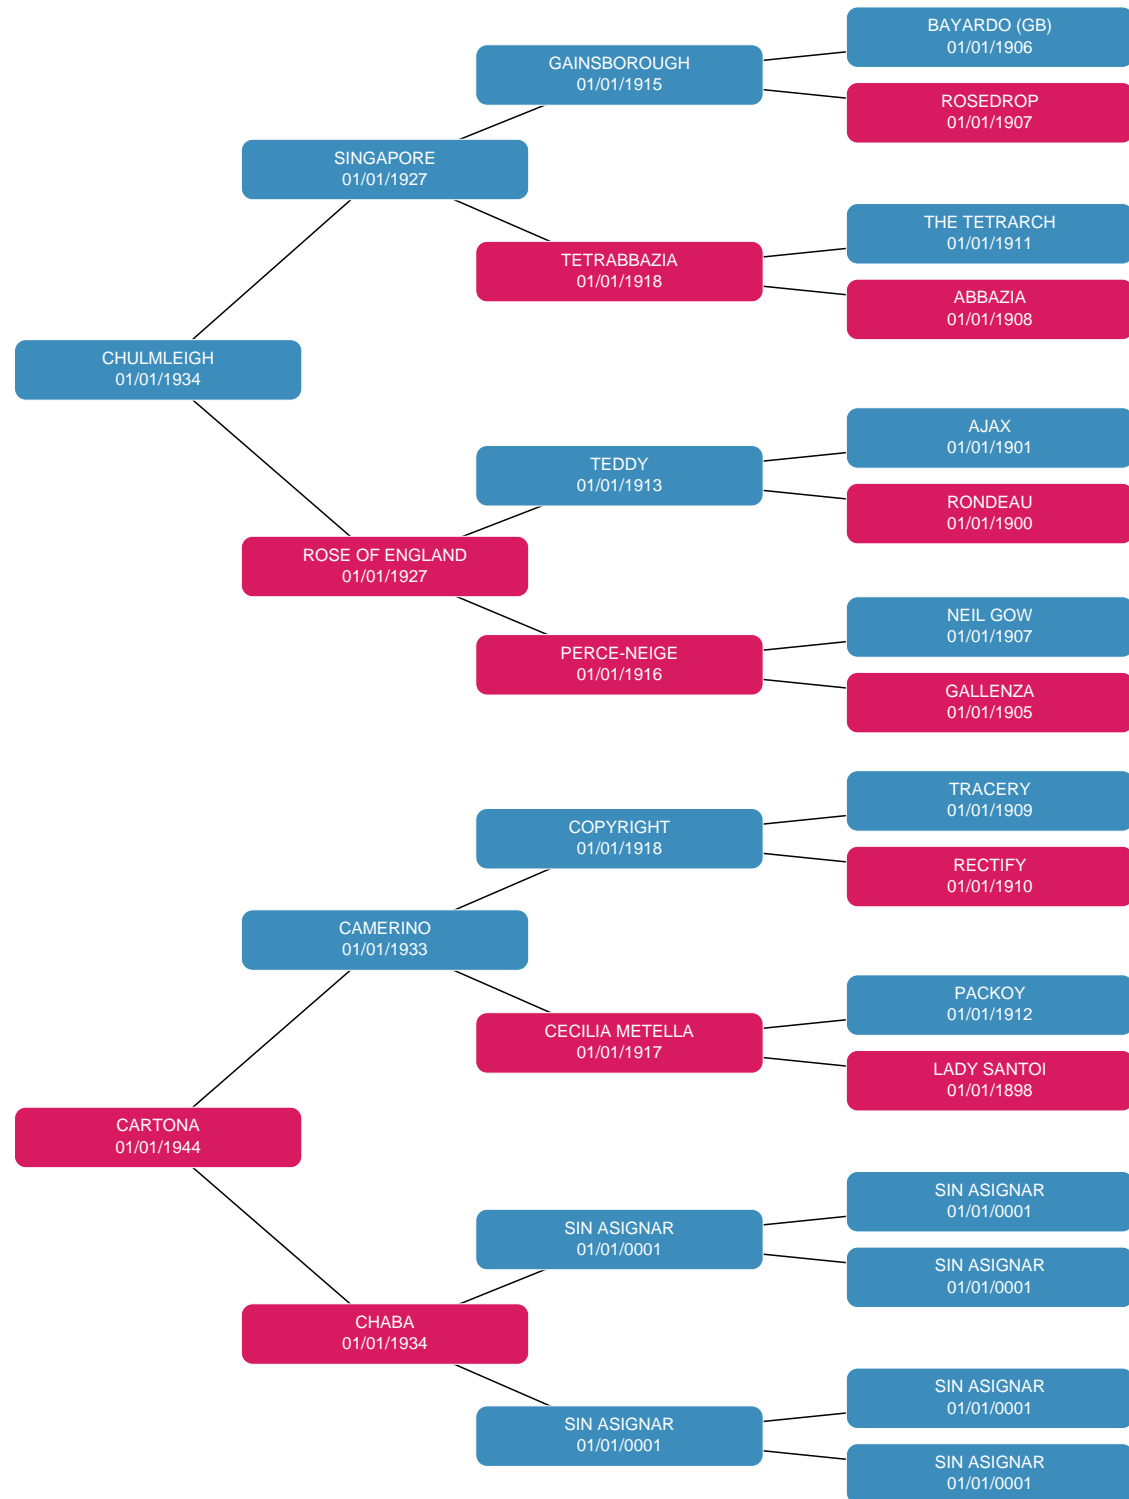 BAYARDO (GB)
01/01/1906
GAINSBOROUGH
01/01/1915
ROSEDROP
01/01/1907
SINGAPORE
01/01/1927
THE TETRARCH
01/01/1911
TETRABBAZIA
01/01/1918
ABBAZIA
01/01/1908
CHULMLEIGH
01/01/1934
AJAX
01/01/1901
TEDDY
01/01/1913
RONDEAU
01/01/1900
ROSE OF ENGLAND
01/01/1927
NEIL GOW
01/01/1907
PERCE-NEIGE
01/01/1916
GALLENZA
01/01/1905
TRACERY
01/01/1909
COPYRIGHT
01/01/1918
RECTIFY
01/01/1910
CAMERINO
01/01/1933
PACKOY
01/01/1912
CECILIA METELLA
01/01/1917
LADY SANTOI
01/01/1898
CARTONA
01/01/1944
SIN ASIGNAR
01/01/0001
SIN ASIGNAR
01/01/0001
SIN ASIGNAR
01/01/0001
CHABA
01/01/1934
SIN ASIGNAR
01/01/0001
SIN ASIGNAR
01/01/0001
SIN ASIGNAR
01/01/0001